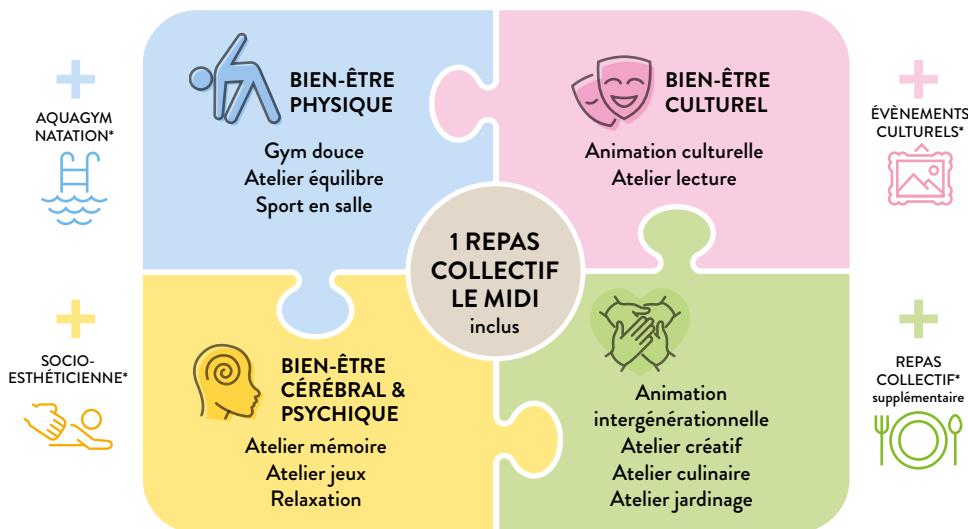 BIEN-ÊTRE
PHYSIQUE
Gym douce
Atelier équilibre
Sport en salle
BIEN-ÊTRE
CULTUREL
Animation culturelle
Atelier lecture
AQUAGYM
NATATION*
ÉVÈNEMENTS
CULTURELS*
1 REPAS
COLLECTIF
LE MIDI
inclus
SOCIO-
ESTHÉTICIENNE*
BIEN-ÊTRE
CÉRÉBRAL &
PSYCHIQUE
Atelier mémoire
Atelier jeux
Relaxation
Animation
intergénérationnelle
Atelier créatif
Atelier culinaire
Atelier jardinage
REPAS
COLLECTIF*
supplémentaire